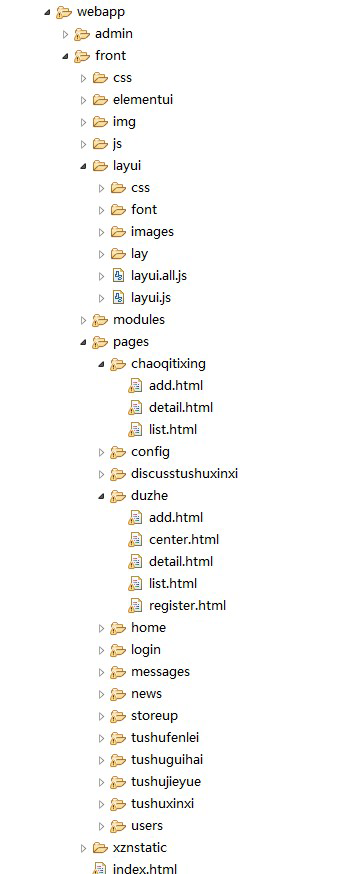 webapp
admin
front
css
elementui
img
js
layui
css
font
images
lay
layui.all.js
layui.js
modules
pages
chaoqitixing
add.html
detail.html
list.html
config
discusstushuxinxi
duzhe
add.html
center.html
detail.html
list.html
register.html
home
login
messages
news
storeup
tushufenlei
tushuguihai
tushujieyue
tushuxinxi
users
xznstatic
index.html